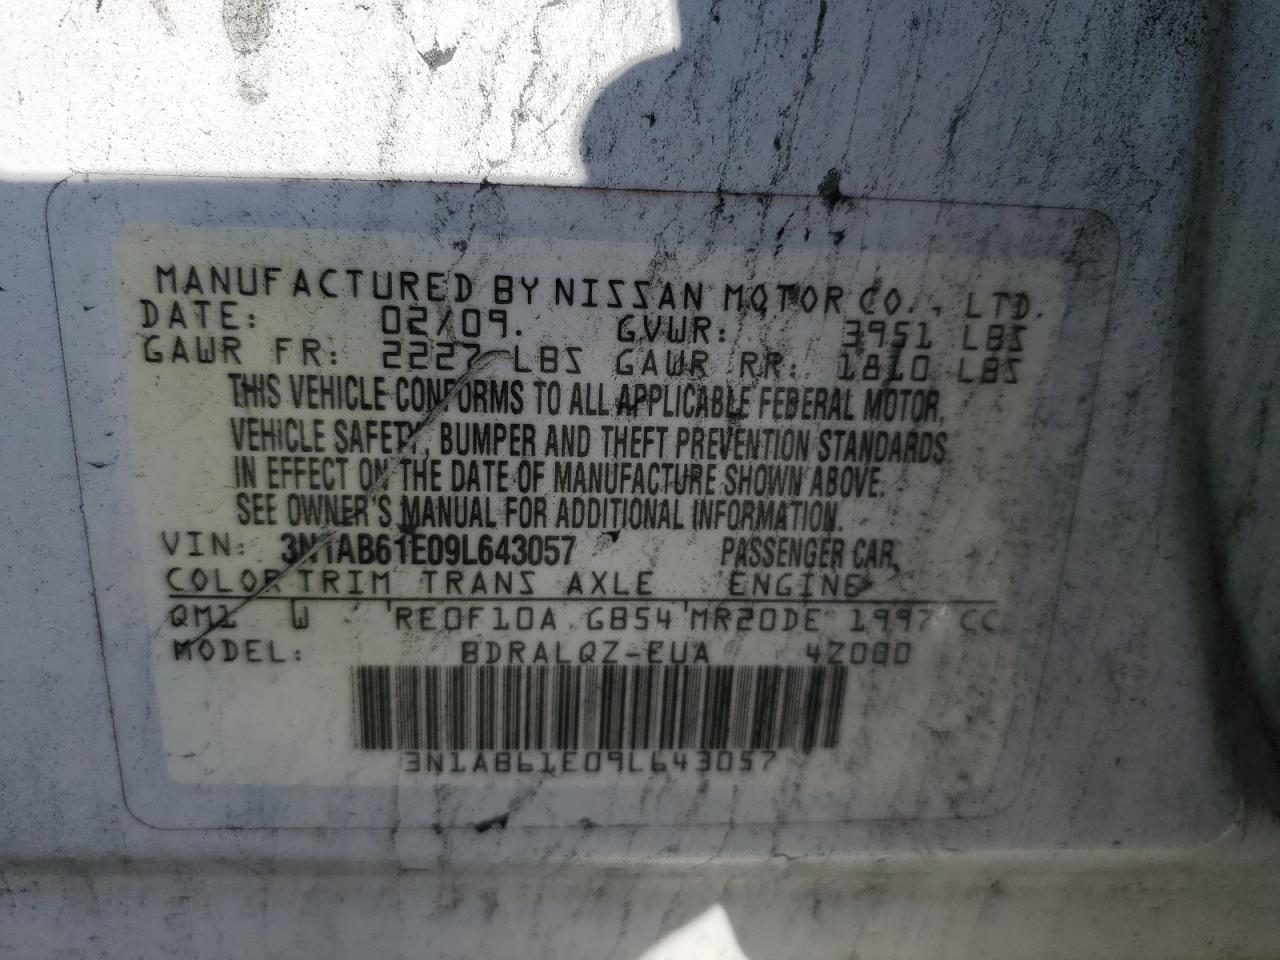 MANUFACTURED BY NISSAN MOTOR CO., LTD.
DATE: 02/09. GVWR: 3951 LBS
GAWR FR: 2227 LBS GAWR RR: 1810 LBS
THIS VEHICLE CONFORMS TO ALL APPLICABLE FEDERAL MOTOR,
VEHICLE SAFETY, BUMPER AND THEFT PREVENTION STANDARDS
IN EFFECT ON THE DATE OF MANUFACTURE SHOWN ABOVE.
SEE OWNER'S MANUAL FOR ADDITIONAL INFORMATION.
VIN: 3N1AB61E09L643057 PASSENGER CAR,
COLOR TRIM TRANS AXLE ENGINE
QM1 W RE0F10A GB54 MR20DE 1997 CC
MODEL: BDRALQZ-EUA 4Z000
3N1AB61E09L643057